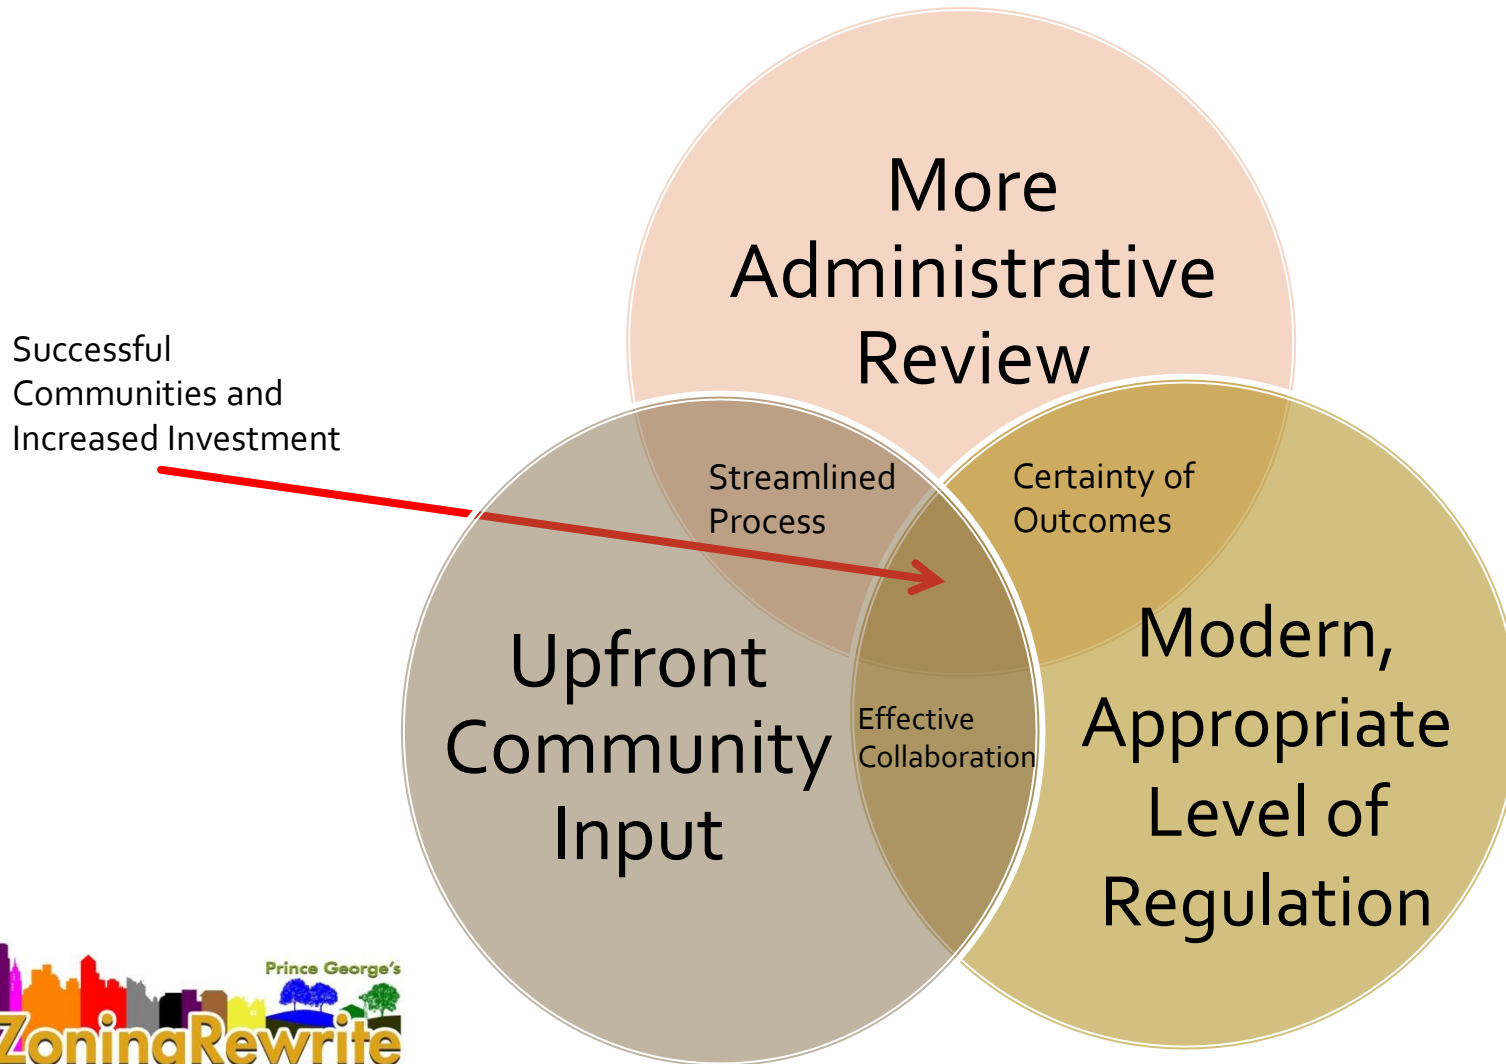 More
Administrative
Review
Successful
Communities and
Increased Investment
Streamlined
Process
Certainty of
Outcomes
Upfront
Community
Input
Effective
Collaboration
Modern,
Appropriate
Level of
Regulation
Prince George's
ZoningRewrite